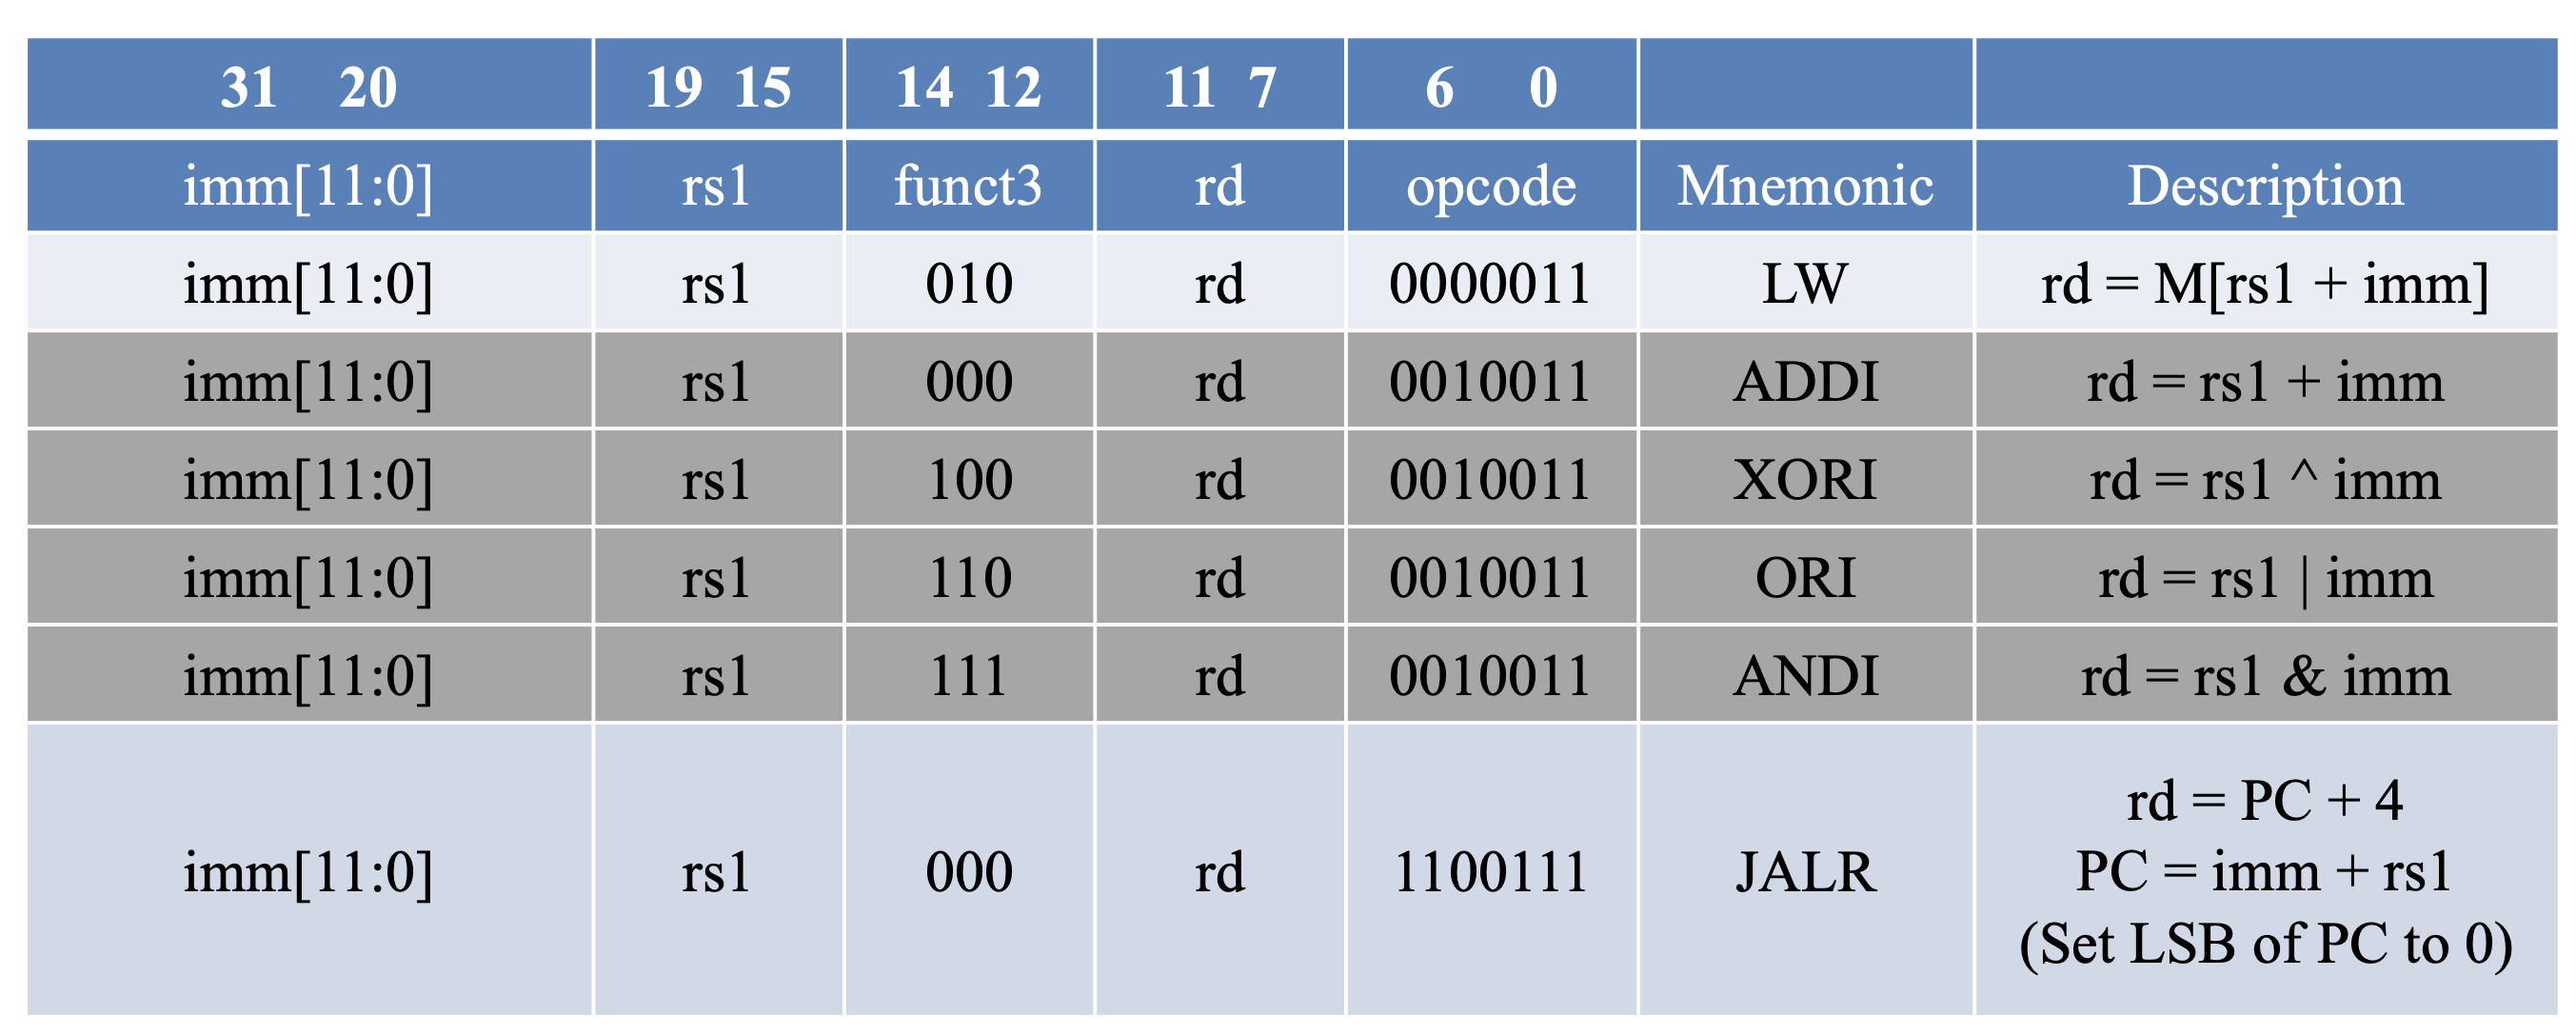 31 20 19 15 14 12 11 7 6 0
imm[11:0] rs1 funct3 rd opcode Mnemonic Description
imm[11:0] rs1 010 rd 0000011 LW rd = M[rs1 + imm]
imm[11:0] rs1 000 rd 0010011 ADDI rd = rs1 + imm
imm[11:0] rs1 100 rd 0010011 XORI rd = rs1 ^ imm
imm[11:0] rs1 110 rd 0010011 ORI rd = rs1 | imm
imm[11:0] rs1 111 rd 0010011 ANDI rd = rs1 & imm
imm[11:0] rs1 000 rd 1100111 JALR rd = PC + 4
PC = imm + rs1
(Set LSB of PC to 0)